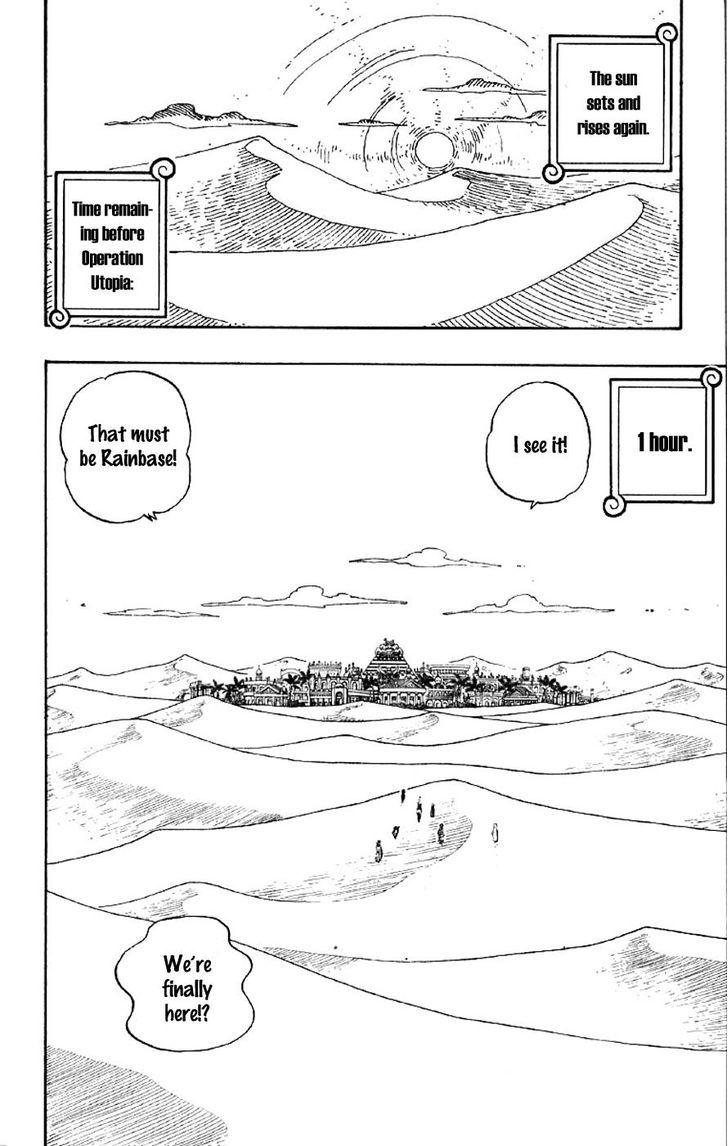 The sun
sets and
rises again.
Time remain-
ing before
Operation
Utopia:
1 hour.
I see it!
That must
be Rainbase!
We're
finally
here!?